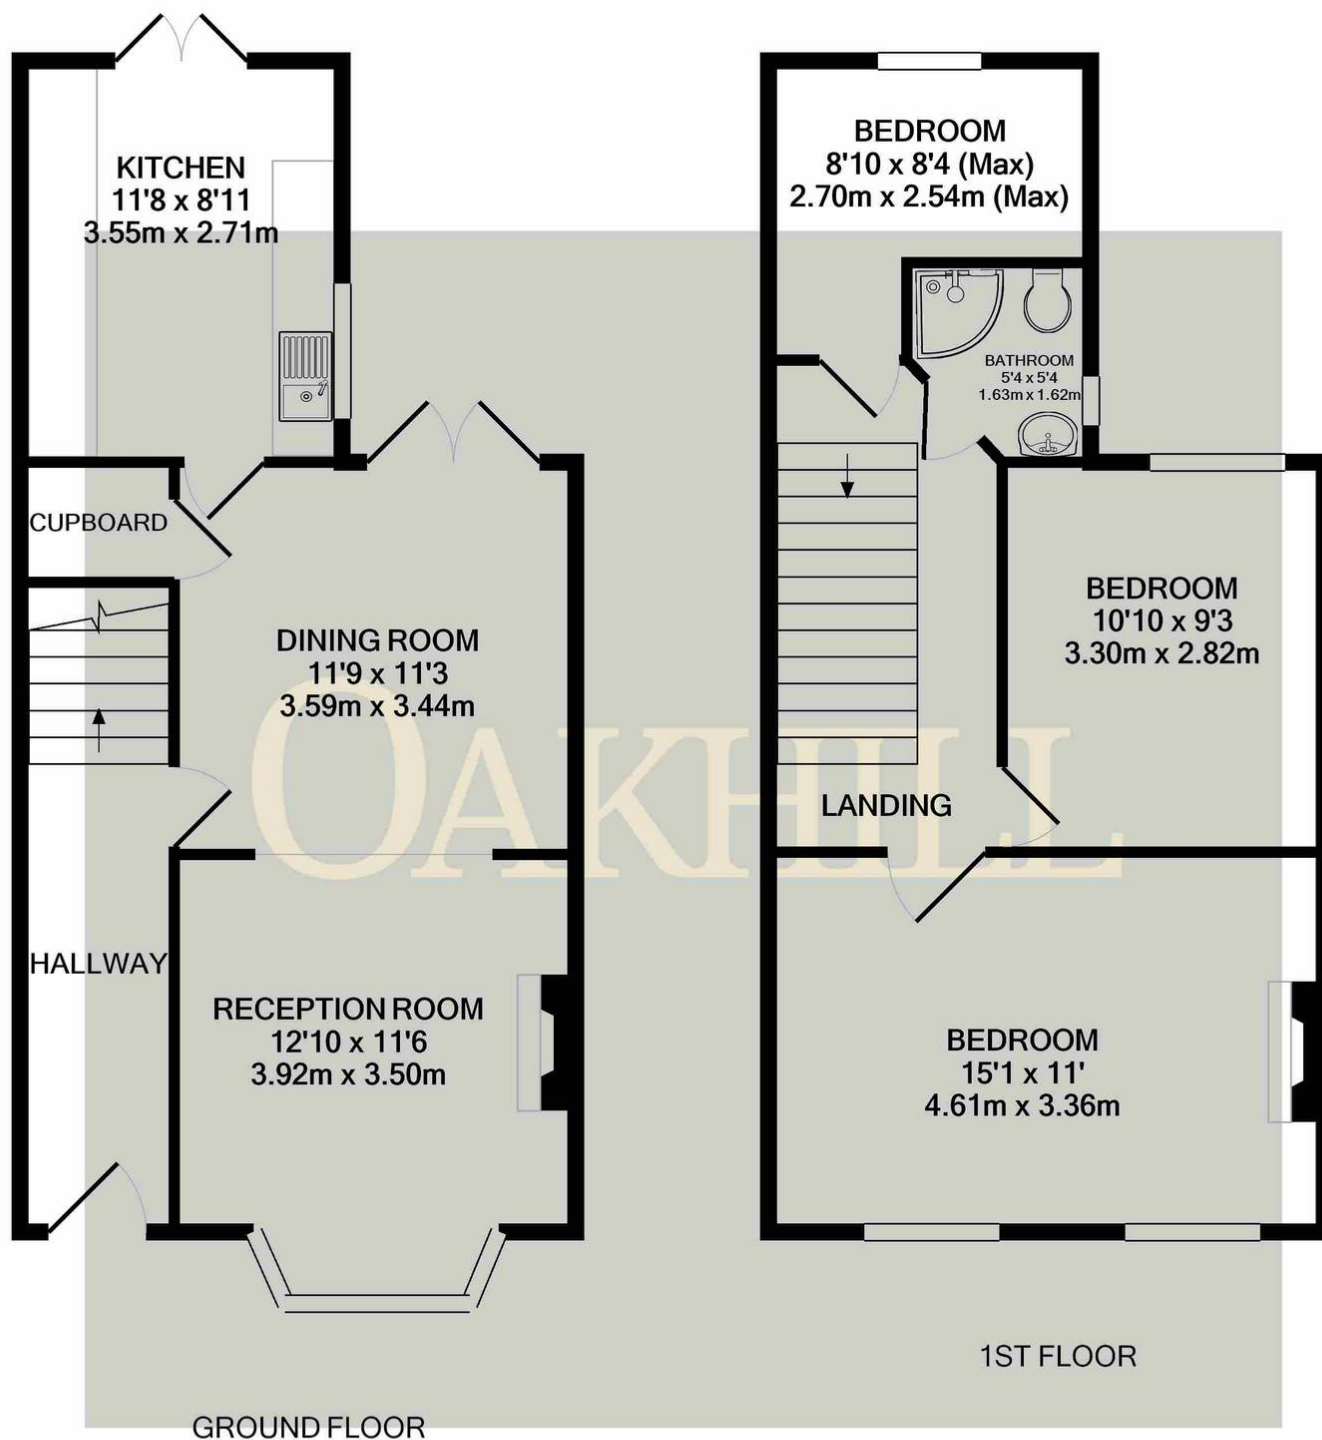 KITCHEN
11'8 x 8'11
3.55m x 2.71m
CUPBOARD
DINING ROOM
11'9 x 11'3
3.59m x 3.44m
HALLWAY
RECEPTION ROOM
12'10 x 11'6
3.92m x 3.50m
GROUND FLOOR
BEDROOM
8'10 x 8'4 (Max)
2.70m x 2.54m (Max)
BATHROOM
5'4 x 5'4
1.63m x 1.62m
BEDROOM
10'10 x 9'3
3.30m x 2.82m
LANDING
BEDROOM
15'1 x 11'
4.61m x 3.36m
1ST FLOOR
OAKHILL